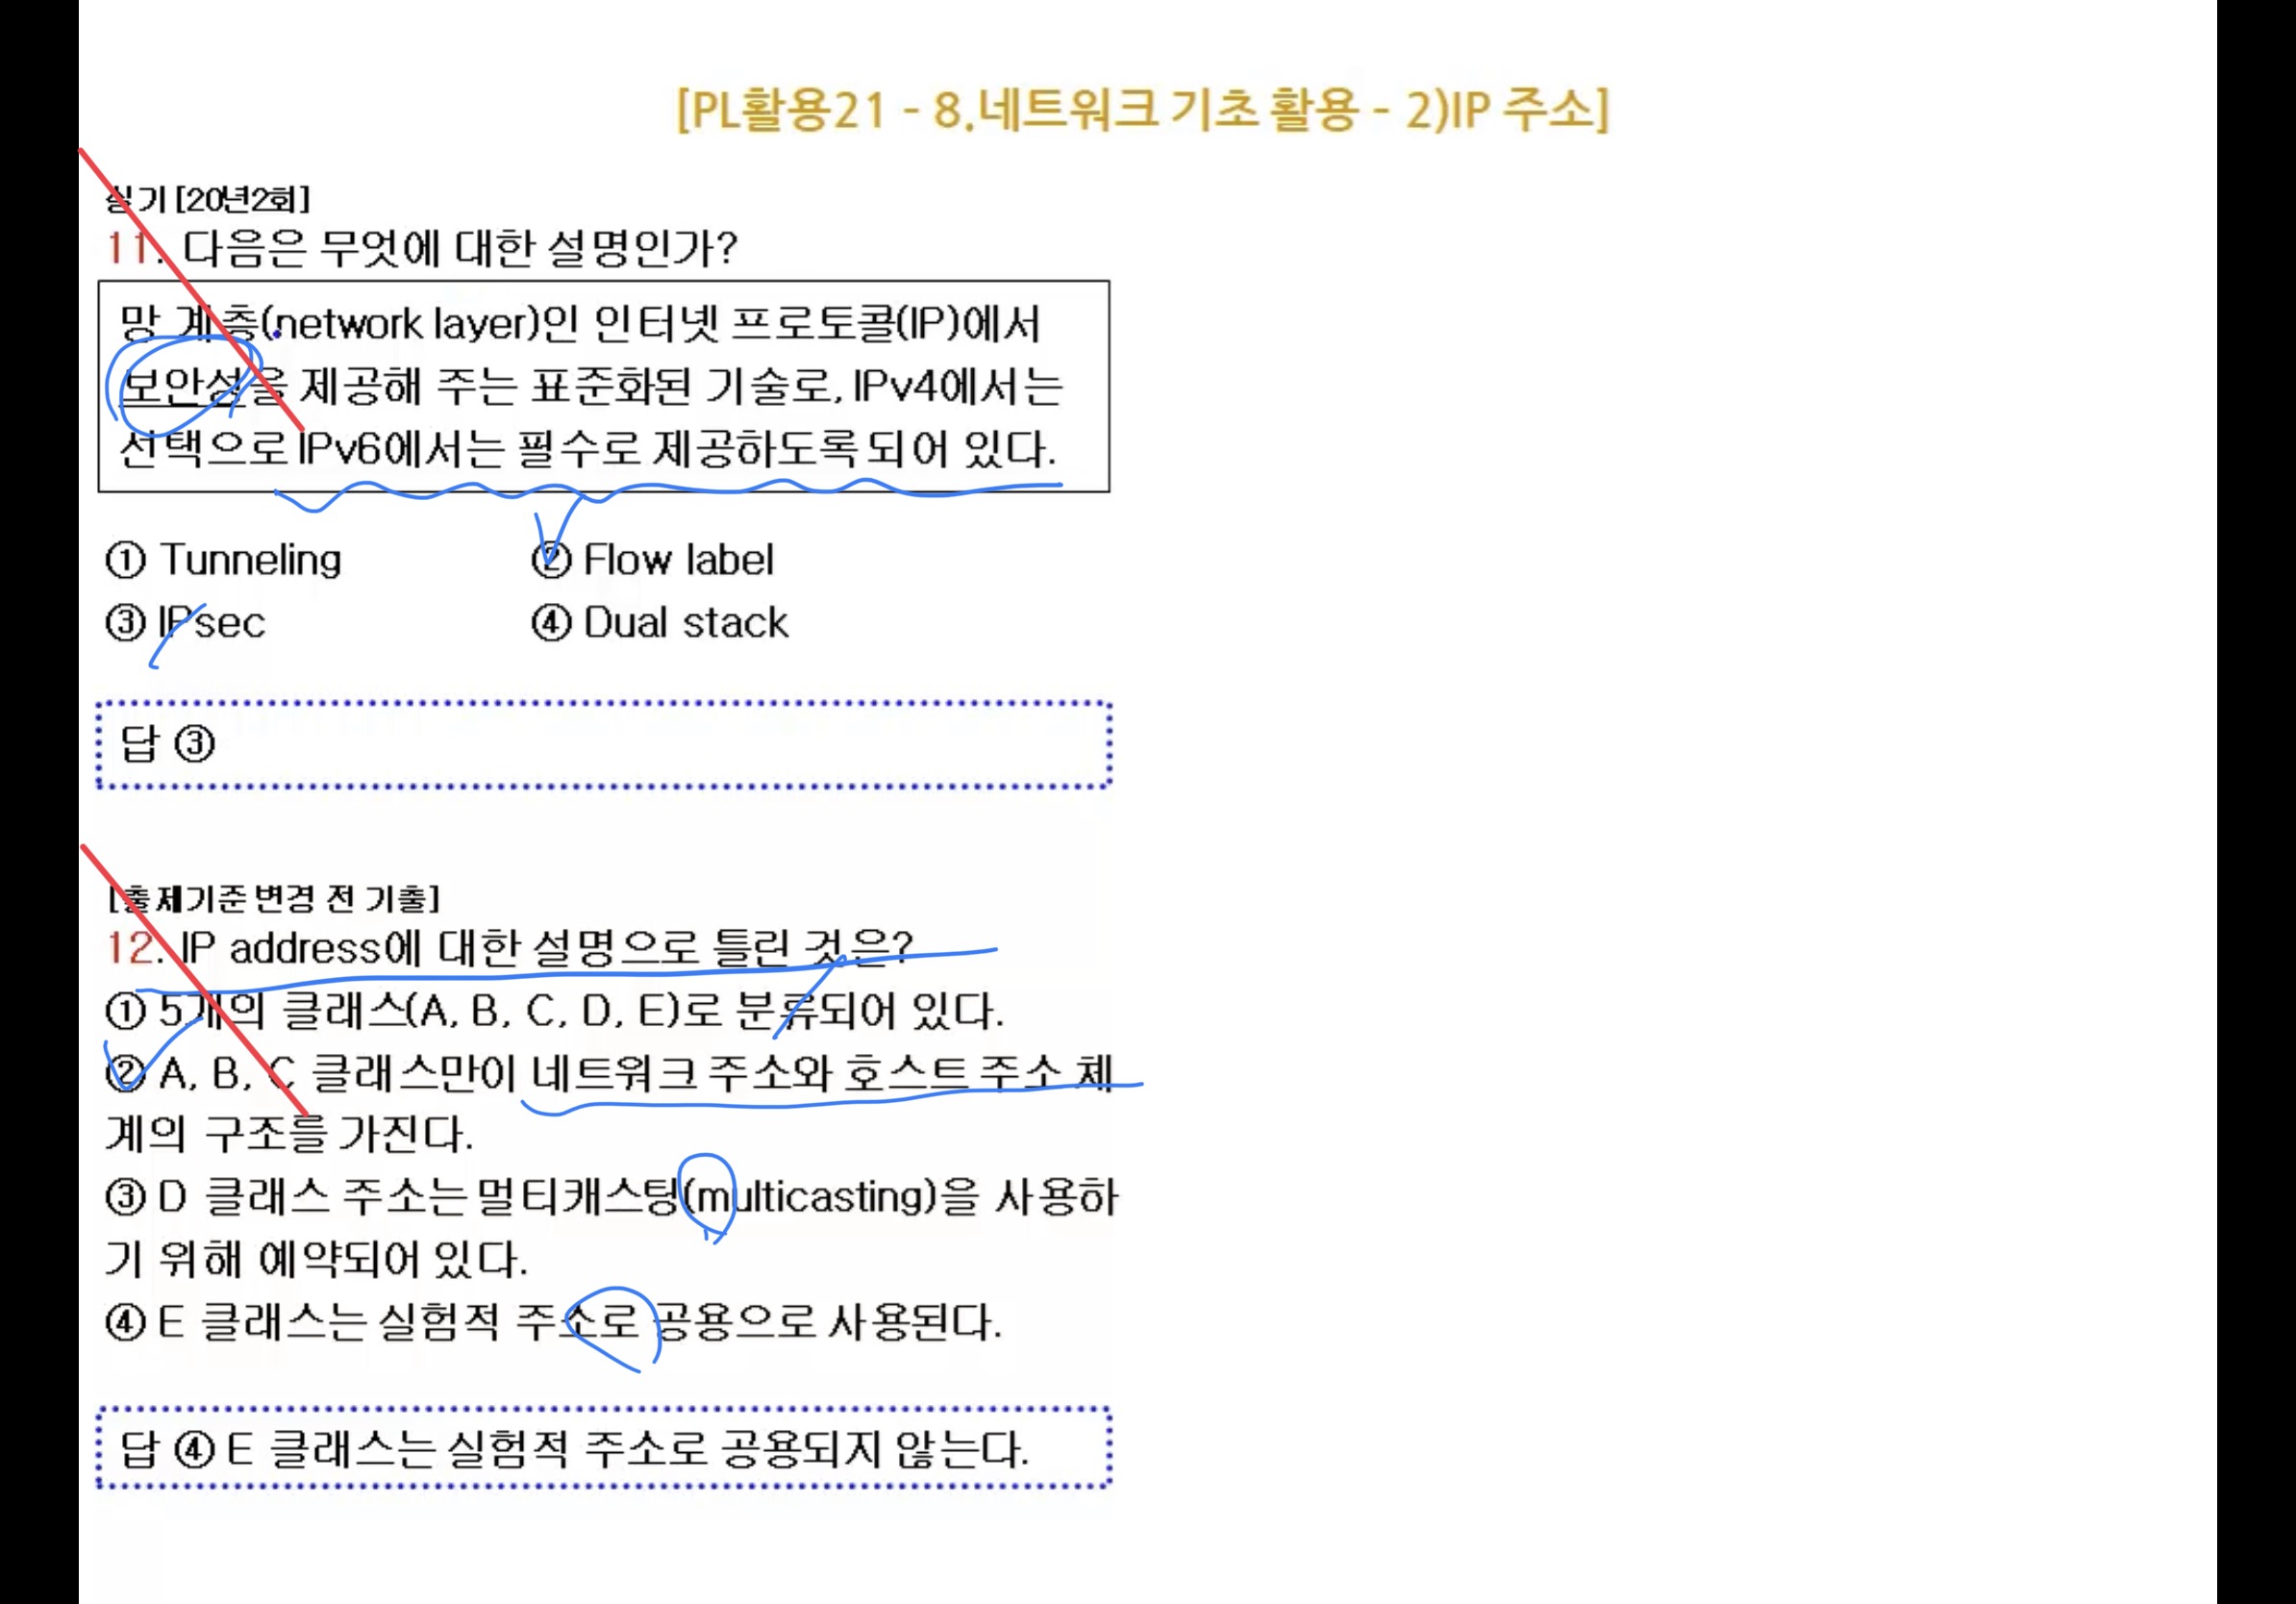 [PL활용21 - 8.네트워크 기초 활용 - 2)IP 주소]
실기 [20년2회]
11. 다음은 무엇에 대한 설명인가?
망 계층(network layer)인 인터넷 프로토콜(IP)에서
보안성을 제공해 주는 표준화된 기술로, IPv4에서는
선택으로 IPv6에서는 필수로 제공하도록 되어 있다.
① Tunneling ② Flow label
③ IPsec ④ Dual stack
답 ③
[출제기준 변경 전 기출]
12. IP address에 대한 설명으로 틀린 것은?
① 5개의 클래스(A, B, C, D, E)로 분류되어 있다.
② A, B, C 클래스만이 네트워크 주소와 호스트 주소 체
계의 구조를 가진다.
③ D 클래스 주소는 멀티캐스팅(multicasting)을 사용하
기 위해 예약되어 있다.
④ E 클래스는 실험적 주소로 공용으로 사용된다.
답 ④ E 클래스는 실험적 주소로 공용되지 않는다.